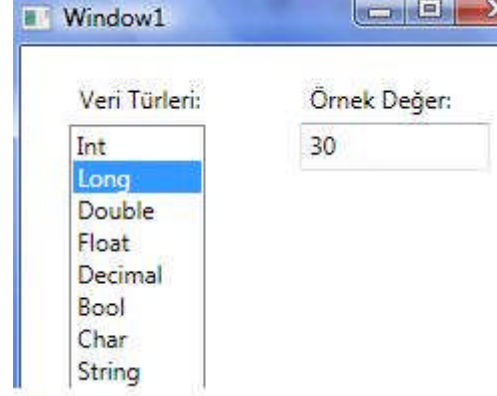 Window1
Veri Türleri:
Örnek Değer:
Int
30
Long
Double
Float
Decimal
Bool
Char
String